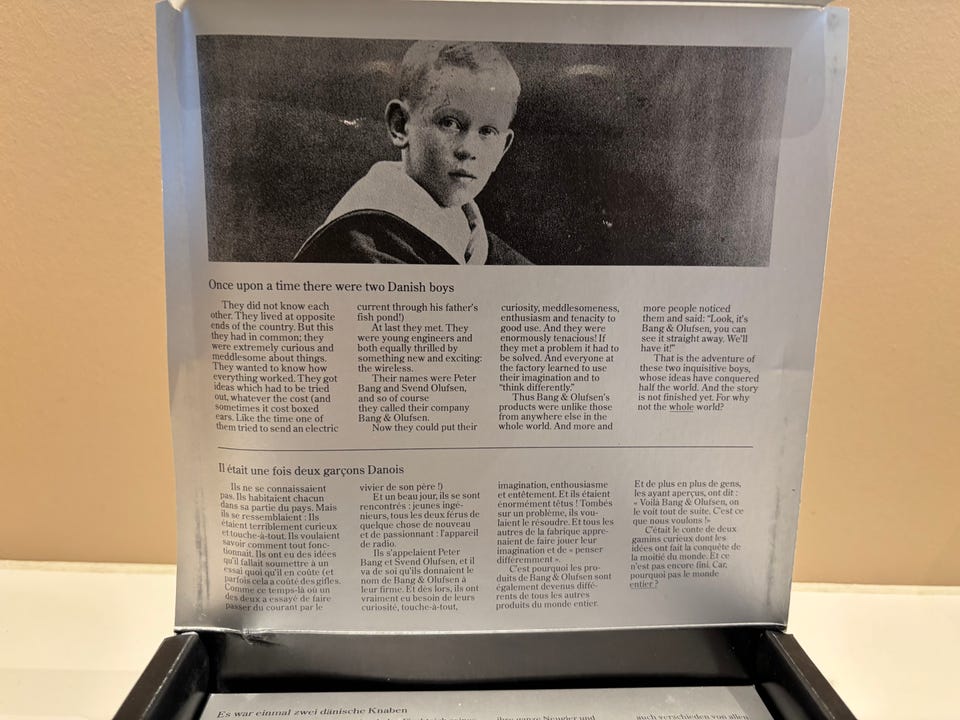 Once upon a time there were two Danish boys
They did not know each
other. They lived at opposite
ends of the country. But this
they had in common; they
were extremely curious and
meddlesome about things.
They wanted to know how
everything worked. They got
ideas which had to be tried
out, whatever the cost (and
sometimes it cost boxed
ears. Like the time one of
them tried to send an electric
current through his father's
fish pond!)
At last they met. They
were young engineers and
both equally thrilled by
something new and exciting:
the wireless.
Their names were Peter
Bang and Svend Olufsen,
and so of course
they called their company
Bang & Olufsen.
Now they could put their
curiosity, meddlesomeness,
enthusiasm and tenacity to
good use. And they were
enormously tenacious! If
they met a problem it had to
be solved. And everyone at
the factory learned to use
their imagination and to
"think differently."
Thus Bang & Olufsen's
products were unlike those
from anywhere else in the
whole world. And more and
more people noticed
them and said: "Look, it's
Bang & Olufsen, you can
see it straight away. We'll
have it!"
That is the adventure of
these two inquisitive boys,
whose ideas have conquered
half the world. And the story
is not finished yet. For why
not the whole world?
Il était une fois deux garçons Danois
Ils ne se connaissaient
pas. Ils habitaient chacun
dans sa partie du pays. Mais
ils se ressemblaient : Ils
étaient terriblement curieux
et touche-à-tout. Ils voulaient
savoir comment tout fonc-
tionnait. Ils ont eu des idées
qu'il fallait soumettre à un
essai quoi qu'il en coûte (et
parfois cela a coûté des gifles.
Comme ce temps-là où un
des deux a essayé de faire
passer du courant par le
vivier de son père !)
Et un beau jour, ils se sont
rencontrés : jeunes ingé-
nieurs, tous les deux férus de
quelque chose de nouveau
et de passionnant : l'appareil
de radio.
Ils s'appelaient Peter
Bang et Svend Olufsen, et il
va de soi qu'ils donnaient le
nom de Bang & Olufsen à
leur firme. Et dès lors, ils ont
vraiment eu besoin de leurs
curiosité, touche-à-tout,
imagination, enthousiasme
et entêtement. Et ils étaient
énormément têtus ! Tombés
sur un problème, ils vou-
laient le résoudre. Et tous les
autres de la fabrique appre-
naient de faire jouer leur
imagination et de « penser
différemment ».
C'est pourquoi les pro-
duits de Bang & Olufsen sont
également devenus diffé-
rents de tous les autres
produits du monde entier.
Et de plus en plus de gens,
les ayant aperçus, ont dit :
« Voilà Bang & Olufsen, on
le voit tout de suite. C'est ce
que nous voulons !»
C'était le conte de deux
gamins curieux dont les
idées ont fait la conquête de
la moitié du monde. Et ce
n'est pas encore fini. Car,
pourquoi pas le monde
entier ?
Es war einmal zwei dänische Knaben
ihre ganze Neugier und
auch verschieden von allen